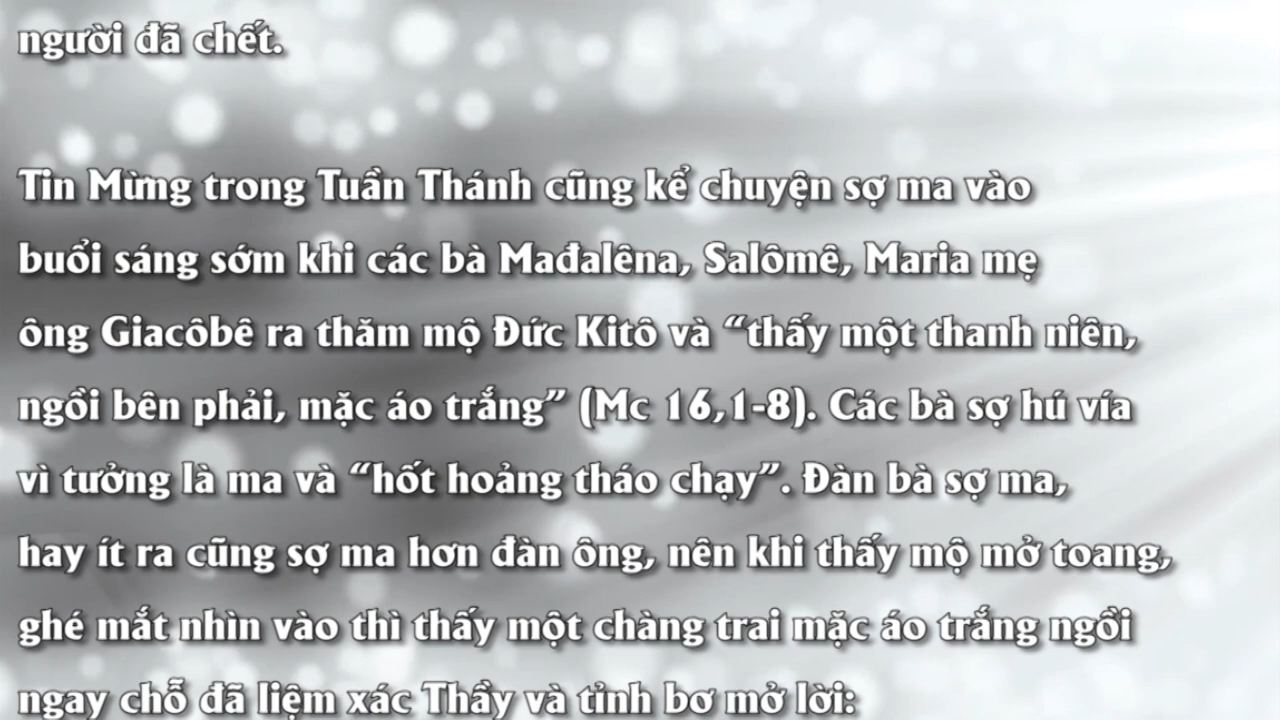 người đã chết.
Tin Mừng trong Tuần Thánh cũng kể chuyện sợ ma vào
buổi sáng sớm khi các bà Mađalêna, Salômê, Maria mẹ
ông Giacôbê ra thăm mộ Đức Kitô và “thấy một thanh niên,
ngồi bên phải, mặc áo trắng” (Mc 16,1-8). Các bà sợ hú vía
vì tưởng là ma và “hốt hoảng tháo chạy”. Đàn bà sợ ma,
hay ít ra cũng sợ ma hơn đàn ông, nên khi thấy mộ mở toang,
ghé mắt nhìn vào thì thấy một chàng trai mặc áo trắng ngồi
ngay chỗ đã liệm xác Thầy và tỉnh bơ mở lời: